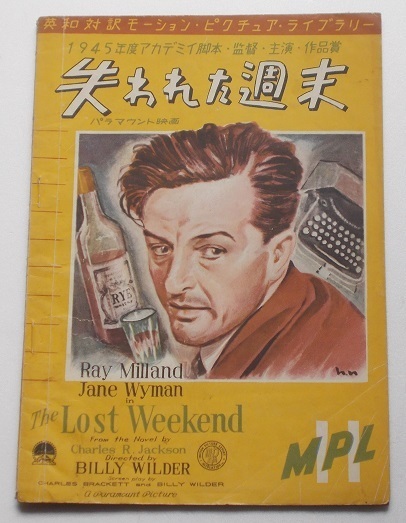 英和対訳モーション・ピクチュア・ライブラリー
1945年度アカデミイ脚本・監督・主演・作品賞
失われた週末
パラマウント映画
RYE
Ray Milland
Jane Wyman
in
The Lost Weekend
From the Novel by
Charles R. Jackson
Directed by
BILLY WILDER
Screen play by
CHARLES BRACKETT and BILLY WILDER
A Paramount Picture
h.n
MPL
11